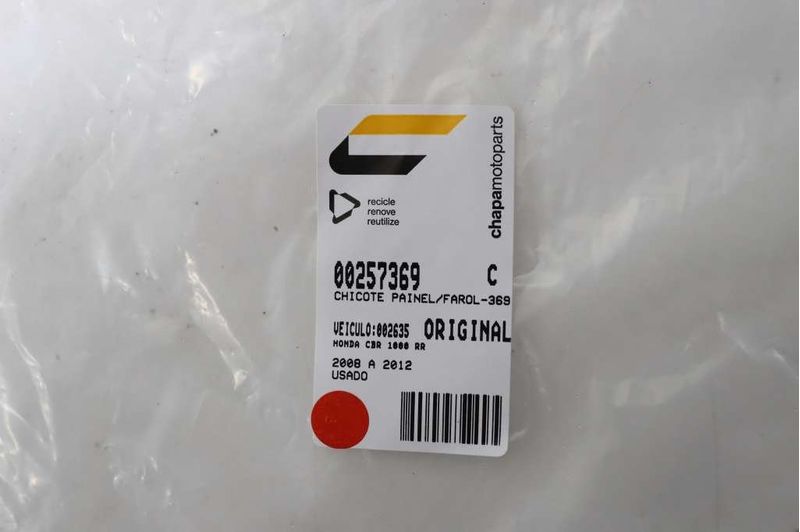 chapamotoparts
recicle
renove
reutilize
00257369 C
CHICOTE PAINEL/FAROL-369
VEICULO:002635 ORIGINAL
HONDA CBR 1000 RR
2008 A 2012
USADO